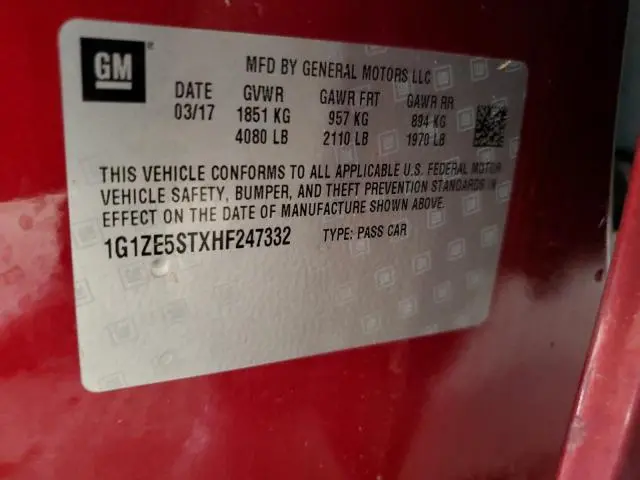 GM
MFD BY GENERAL MOTORS LLC
DATE GVWR GAWR FRT GAWR RR
03/17 1851 KG 957 KG 894 KG
4080 LB 2110 LB 1970 LB
THIS VEHICLE CONFORMS TO ALL APPLICABLE U.S. FEDERAL MOTOR
VEHICLE SAFETY, BUMPER, AND THEFT PREVENTION STANDARDS IN
EFFECT ON THE DATE OF MANUFACTURE SHOWN ABOVE.
1G1ZE5STXHF247332 TYPE: PASS CAR